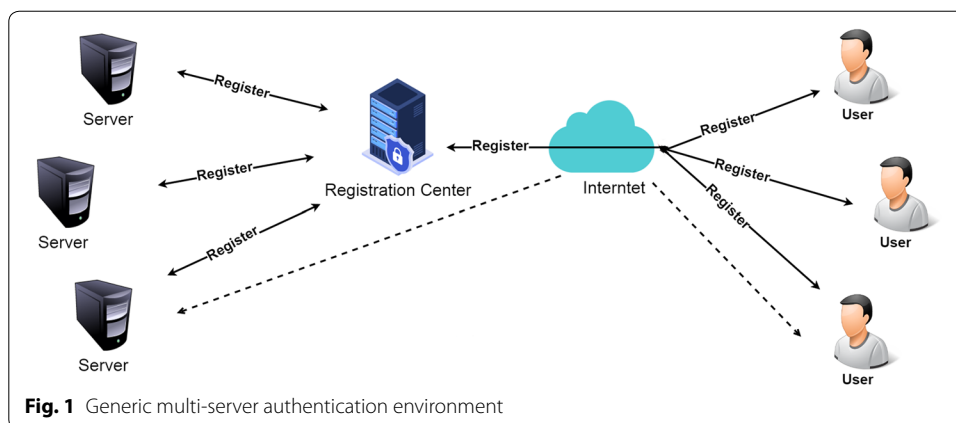 Server
Register
Server
Register
Server
Register
Registration Center
Register
Interntet
Register
User
Register
User
Register
User
Fig. 1 Generic multi-server authentication environment